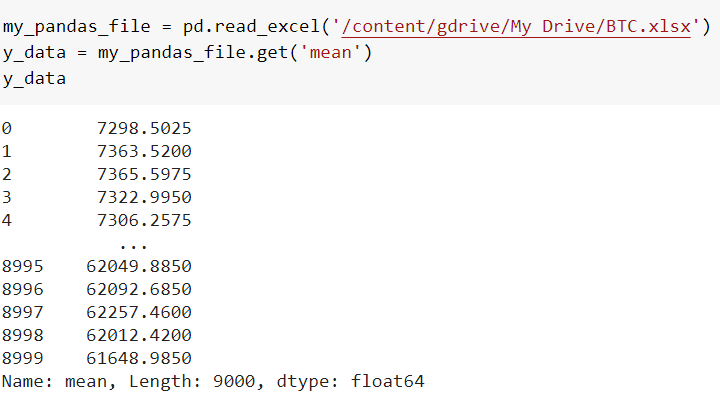 my_pandas_file = pd.read_excel('/content/gdrive/My Drive/BTC.xlsx')
y_data = my_pandas_file.get('mean')
y_data
0 7298.5025
1 7363.5200
2 7365.5975
3 7322.9950
4 7306.2575
...
8995 62049.8850
8996 62092.6850
8997 62257.4600
8998 62012.4200
8999 61648.9850
Name: mean, Length: 9000, dtype: float64